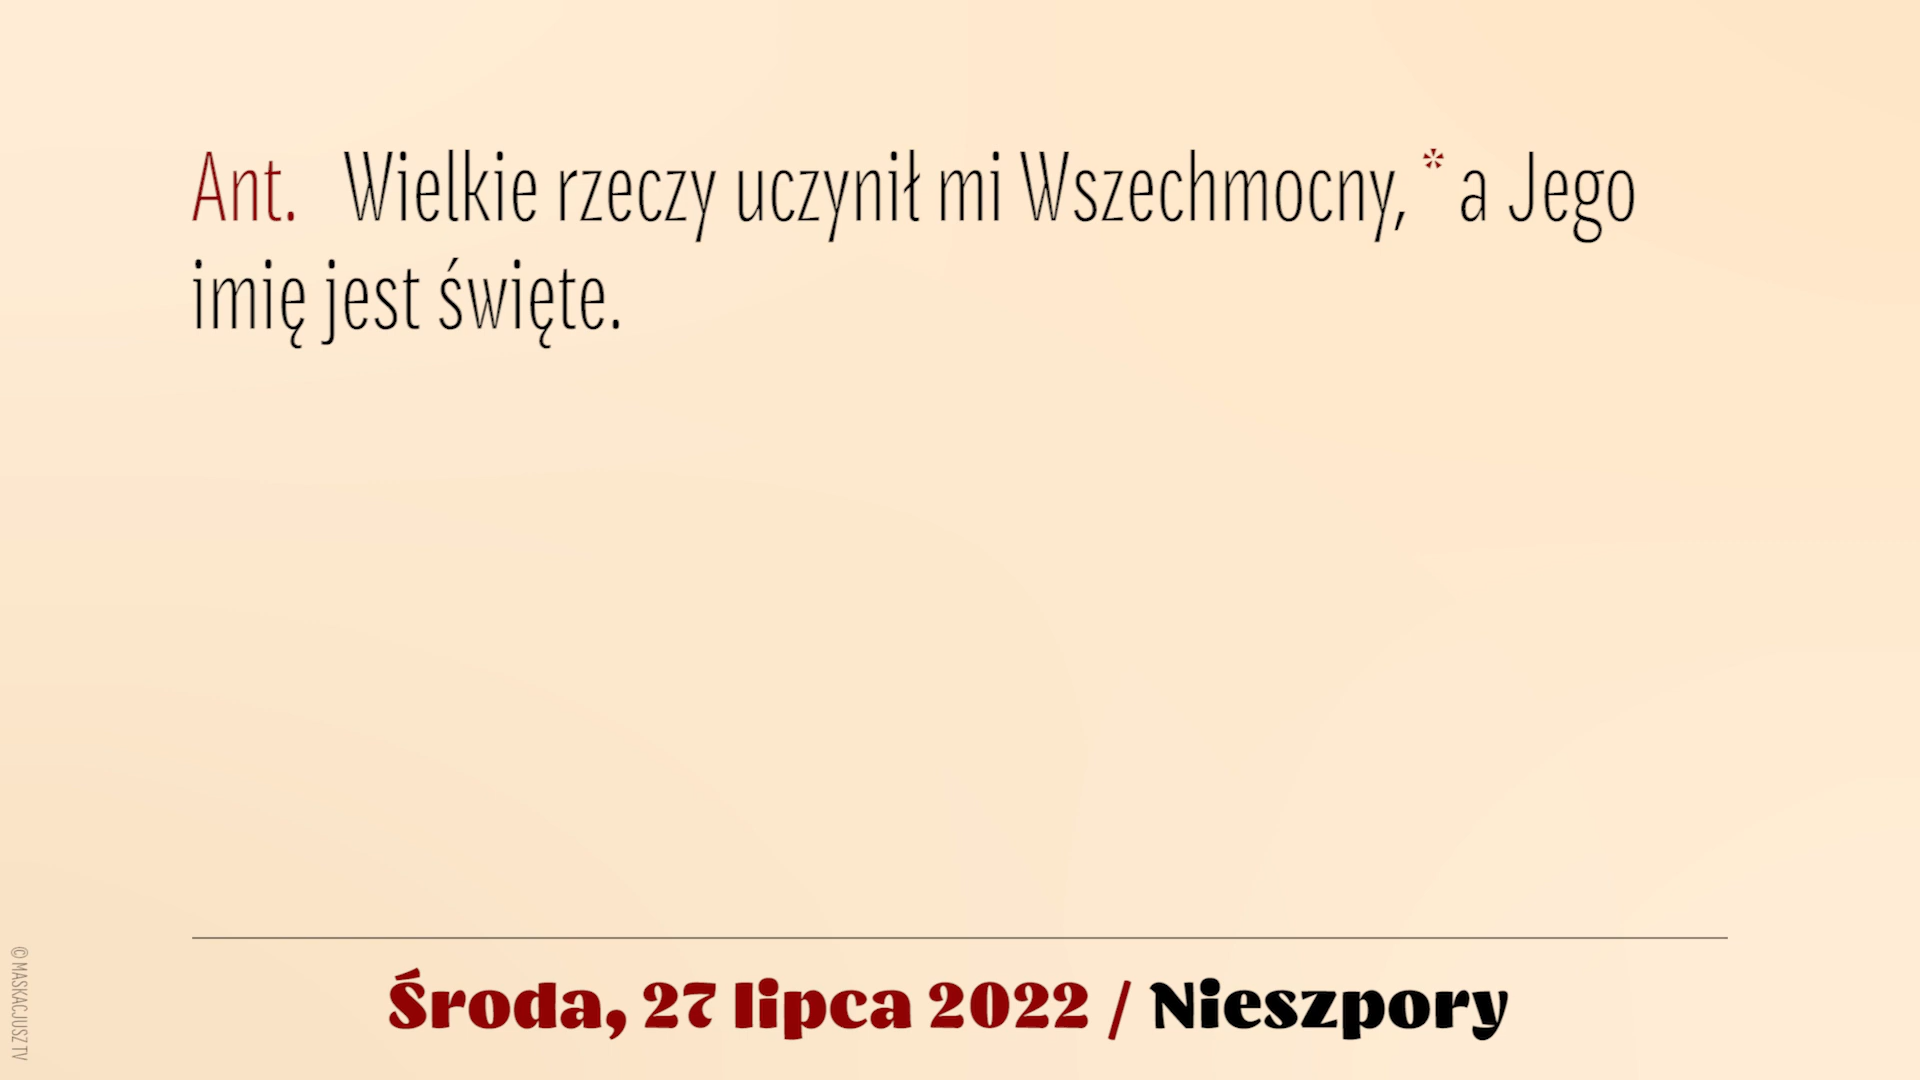 Ant. Wielkie rzeczy uczynił mi Wszechmocny, * a Jego
imię jest święte.
Środa, 27 lipca 2022 / Nieszpory
© MASKACJUSZ TV